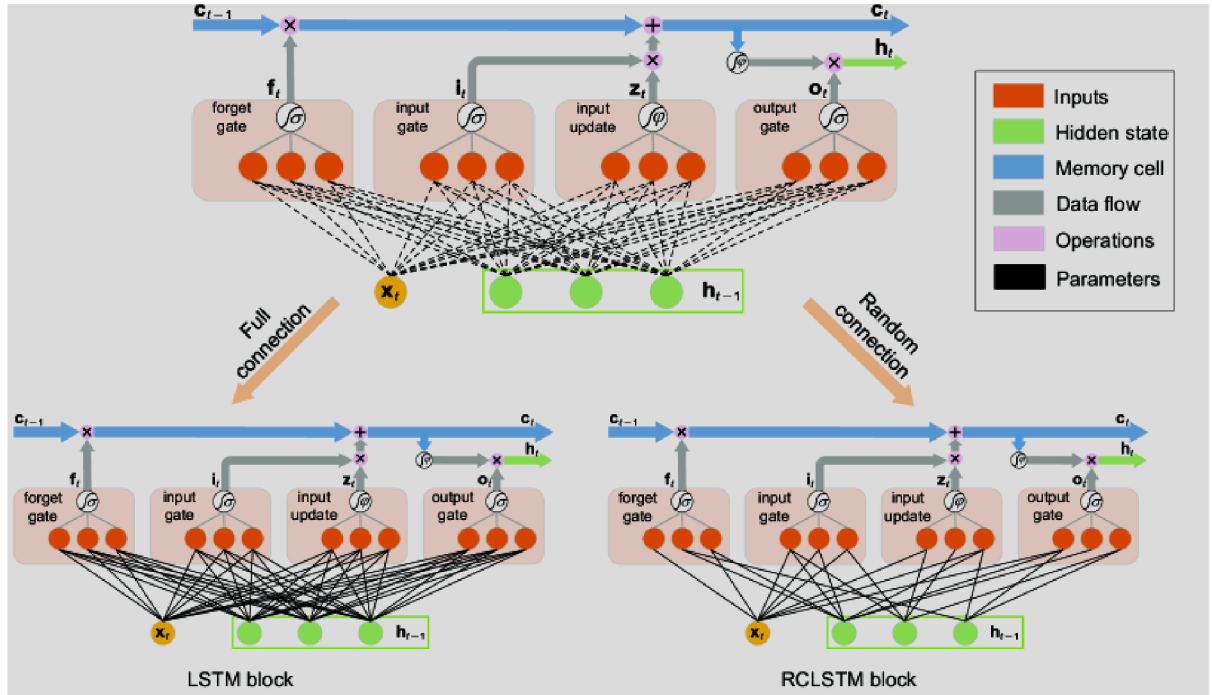 c_{t−1}
c_t
h_t
f_t
i_t
z_t
o_t
forget
gate
∫σ
input
gate
∫σ
input
update
∫φ
output
gate
∫σ
∫φ
x_t
h_{t−1}
Inputs
Hidden state
Memory cell
Data flow
Operations
Parameters
Full
connection
Random
connection
c_{t−1}
c_t
h_t
f_t
i_t
z_t
o_t
forget
gate
∫σ
input
gate
∫σ
input
update
∫φ
output
gate
∫σ
∫φ
x_t
h_{t−1}
LSTM block
c_{t−1}
c_t
h_t
f_t
i_t
z_t
o_t
forget
gate
∫σ
input
gate
∫σ
input
update
∫φ
output
gate
∫σ
∫φ
x_t
h_{t−1}
RCLSTM block